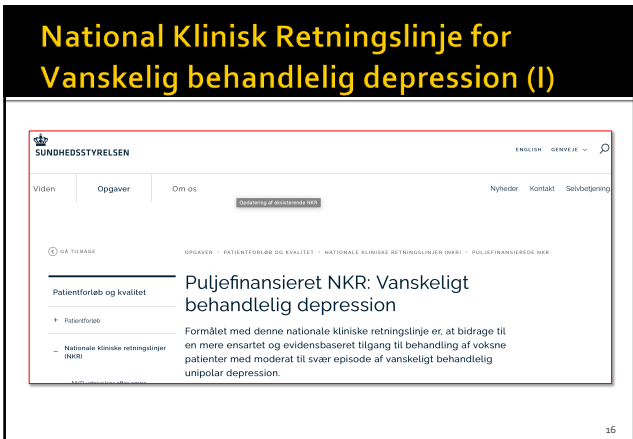 National Klinisk Retningslinje for
Vanskelig behandlelig depression (I)
SUNDHEDSSTYRELSEN
ENGLISH GENVEJE
Viden Opgaver Om os
Nyheder Kontakt Selvbetjening
Opdatering af eksisterende NKR
GÅ TILBAGE
OPGAVER PATIENTFORLØB OG KVALITET NATIONALE KLINISKE RETNINGSLINJER (NKR) PULJEFINANSIEREDE NKR
Patientforløb og kvalitet
+ Patientforløb
– Nationale kliniske retningslinjer
(NKR)
Puljefinansieret NKR: Vanskeligt
behandlelig depression
Formålet med denne nationale kliniske retningslinje er, at bidrage til
en mere ensartet og evidensbaseret tilgang til behandling af voksne
patienter med moderat til svær episode af vanskeligt behandlelig
unipolar depression.
16